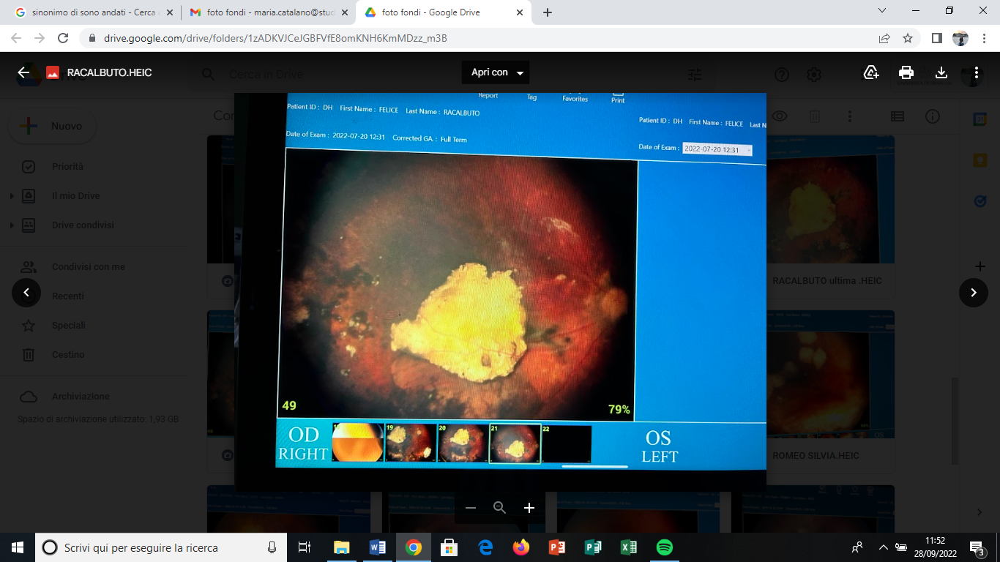 sinonimo di sono andati - Cerca c
foto fondi - maria.catalano@stud
foto fondi - Google Drive
drive.google.com/drive/folders/1zADKVJCeJGBFVfE8omKNH6KmMDzz_m3B
RACALBUTO.HEIC
Apri con
Cerca in Drive
Nuovo
Priorità
Il mio Drive
Drive condivisi
Condivisi con me
Recenti
Speciali
Cestino
Archiviazione
Spazio di archiviazione utilizzato: 1,93 GB
Report
Tag
Favorites
Print
Patient ID : DH First Name : FELICE Last Name : RACALBUTO
Date of Exam : 2022-07-20 12:31 Corrected GA. : Full Term
Patient ID : DH First Name : FELICE Last N
Date of Exam : 2022-07-20 12:31
49
79%
OD
RIGHT
19
20
21
22
OS
LEFT
RACALBUTO ultima .HEIC
ROMEO SILVIA.HEIC
Scrivi qui per eseguire la ricerca
11:52
28/09/2022
3